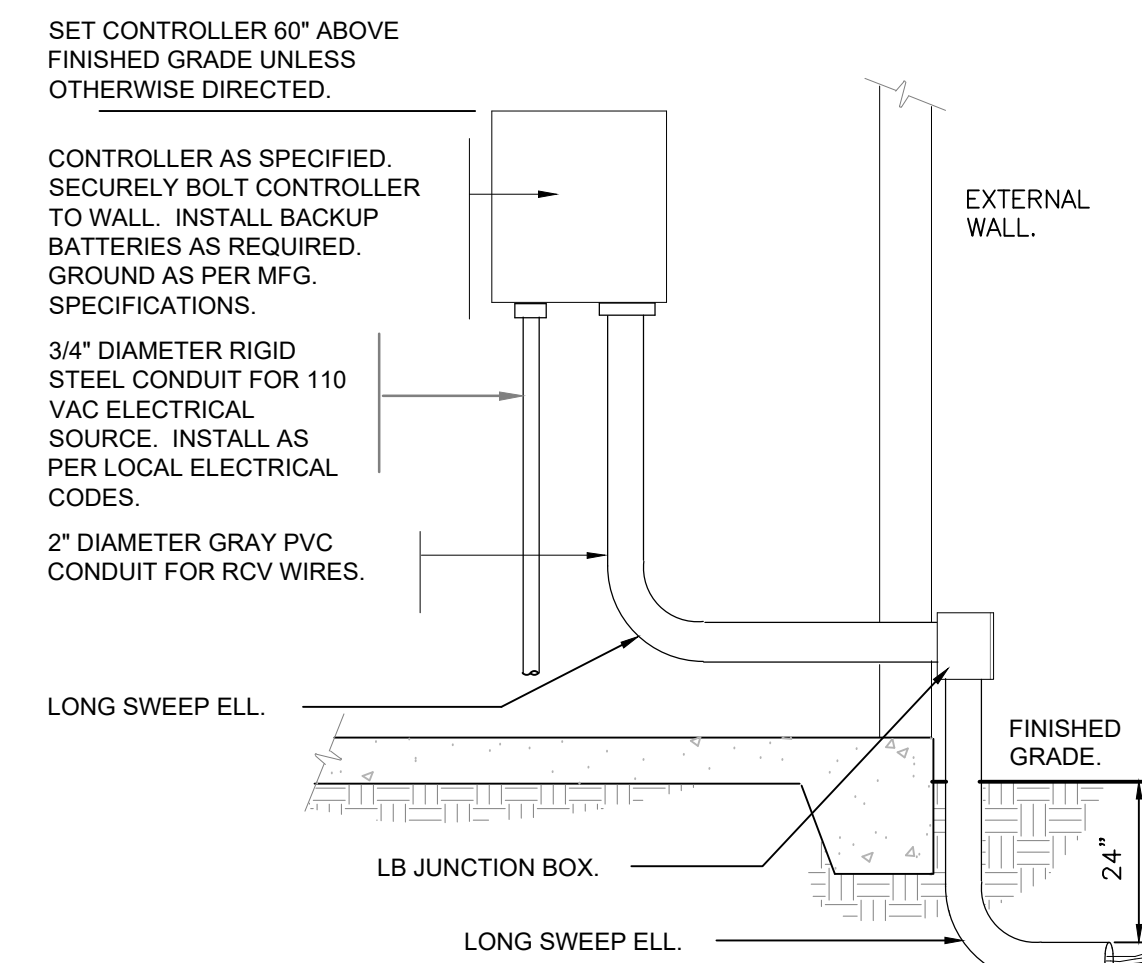 SET CONTROLLER 60" ABOVE
FINISHED GRADE UNLESS
OTHERWISE DIRECTED.
CONTROLLER AS SPECIFIED.
SECURELY BOLT CONTROLLER
TO WALL. INSTALL BACKUP
BATTERIES AS REQUIRED.
GROUND AS PER MFG.
SPECIFICATIONS.
EXTERNAL
WALL.
3/4" DIAMETER RIGID
STEEL CONDUIT FOR 110
VAC ELECTRICAL
SOURCE. INSTALL AS
PER LOCAL ELECTRICAL
CODES.
2" DIAMETER GRAY PVC
CONDUIT FOR RCV WIRES.
LONG SWEEP ELL.
FINISHED
GRADE.
24"
LB JUNCTION BOX.
LONG SWEEP ELL.